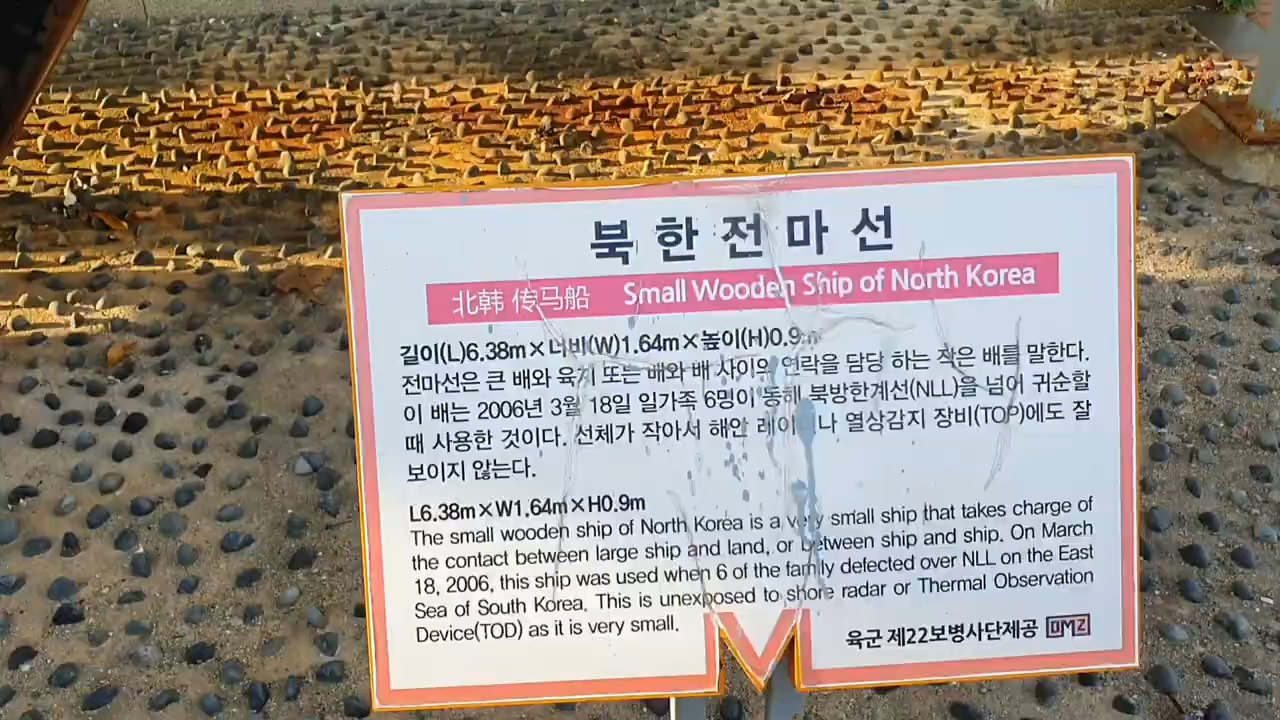 북한전마선
北韩 传马船 Small Wooden Ship of North Korea
길이(L)6.38m×너비(W)1.64m×높이(H)0.9m
전마선은 큰 배와 육지 또는 배와 배 사이의 연락을 담당 하는 작은 배를 말한다.
이 배는 2006년 3월 18일 일가족 6명이 동해 북방한계선(NLL)을 넘어 귀순할
때 사용한 것이다. 선체가 작아서 해안 레이더나 열상감지 장비(TOP)에도 잘
보이지 않는다.
L6.38m×W1.64m×H0.9m
The small wooden ship of North Korea is a very small ship that takes charge of
the contact between large ship and land, or between ship and ship. On March
18, 2006, this ship was used when 6 of the family defected over NLL on the East
Sea of South Korea. This is unexposed to shore radar or Thermal Observation
Device(TOD) as it is very small.
육군 제22보병사단제공 DMZ